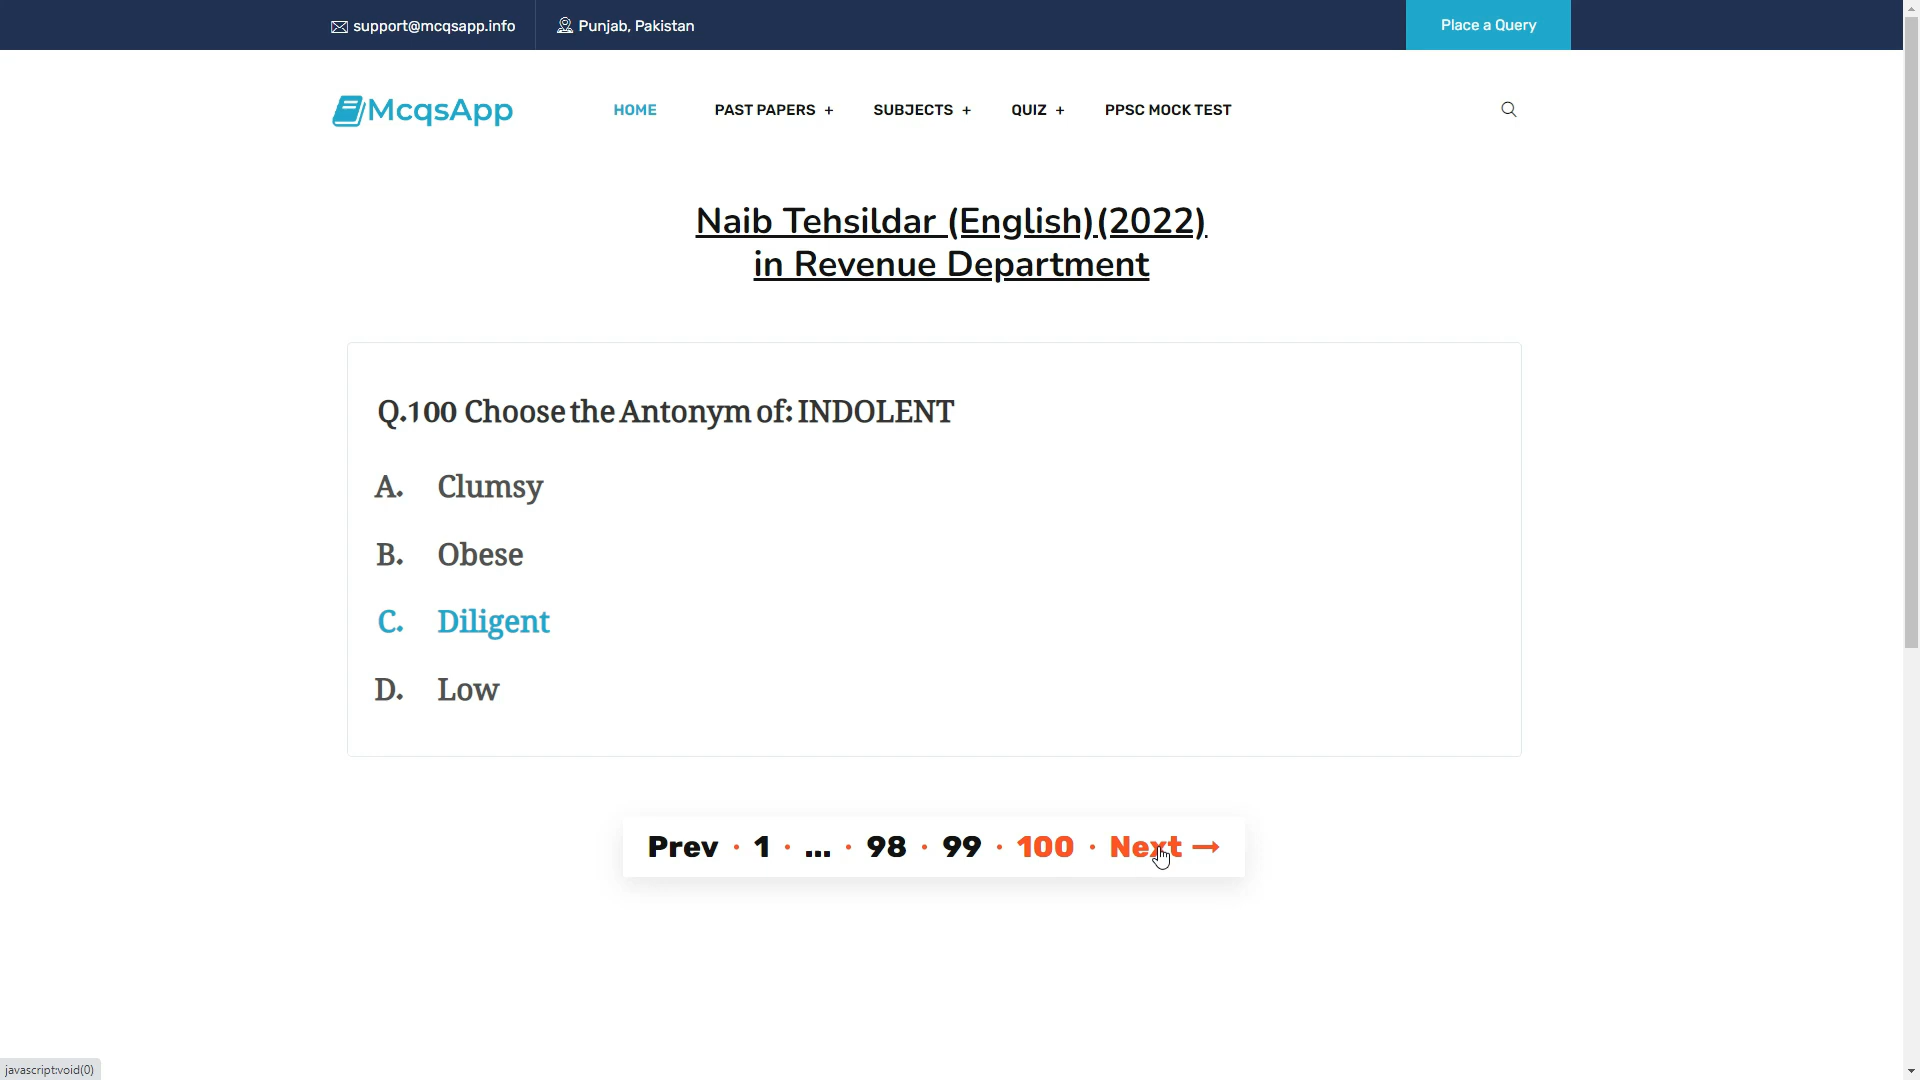 support@mcqsapp.info Punjab, Pakistan Place a Query
McqsApp HOME PAST PAPERS + SUBJECTS + QUIZ + PPSC MOCK TEST
Naib Tehsildar (English)(2022)
in Revenue Department
Q.100 Choose the Antonym of: INDOLENT
A. Clumsy
B. Obese
C. Diligent
D. Low
Prev · 1 · ... · 98 · 99 · 100 · Next →
javascript:void(0)